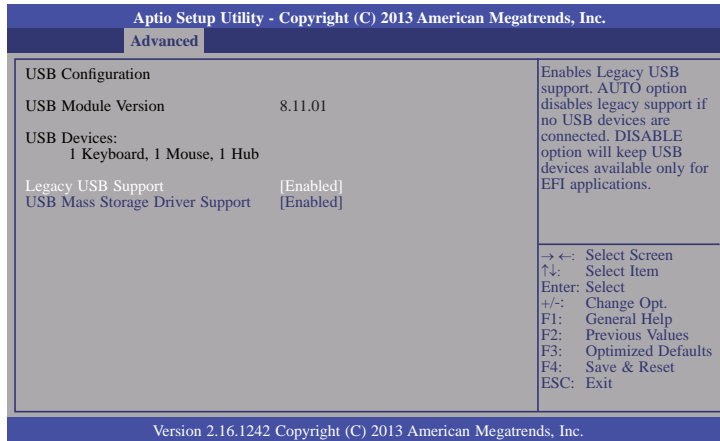 Aptio Setup Utility - Copyright (C) 2013 American Megatrends, Inc.
Advanced
USB Configuration
USB Module Version 8.11.01
USB Devices:
1 Keyboard, 1 Mouse, 1 Hub
Legacy USB Support [Enabled]
USB Mass Storage Driver Support [Enabled]
Enables Legacy USB
support. AUTO option
disables legacy support if
no USB devices are
connected. DISABLE
option will keep USB
devices available only for
EFI applications.
→ ←: Select Screen
↑↓: Select Item
Enter: Select
+/-: Change Opt.
F1: General Help
F2: Previous Values
F3: Optimized Defaults
F4: Save & Reset
ESC: Exit
Version 2.16.1242 Copyright (C) 2013 American Megatrends, Inc.